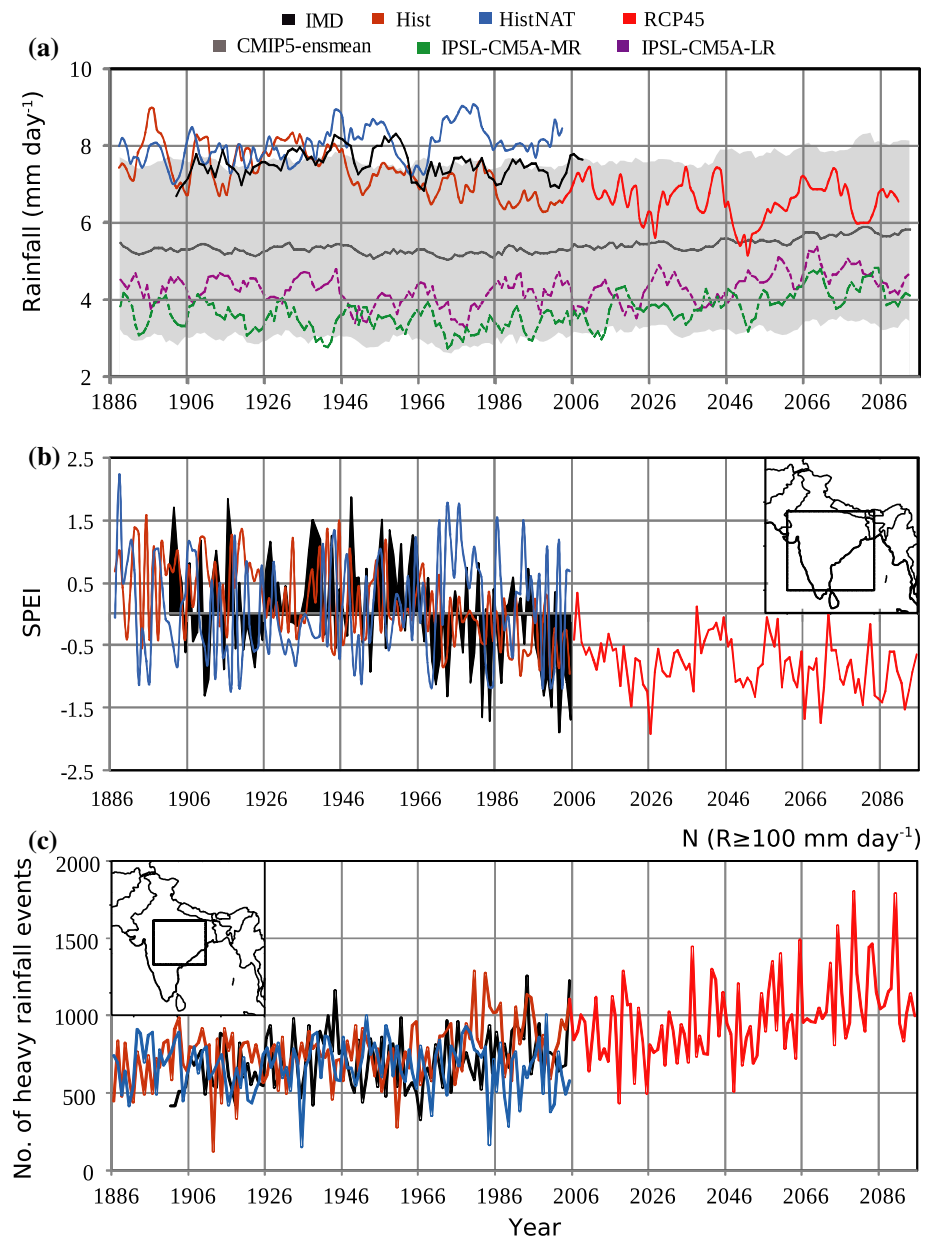 IMD Hist HistNAT RCP45
CMIP5-ensmean IPSL-CM5A-MR IPSL-CM5A-LR
(a)
Rainfall (mm day-1)
10
8
6
4
2
1886 1906 1926 1946 1966 1986 2006 2026 2046 2066 2086
(b)
SPEI
2.5
1.5
0.5
-0.5
-1.5
-2.5
1886 1906 1926 1946 1966 1986 2006 2026 2046 2066 2086
(c)
N (R≥100 mm day-1)
No. of heavy rainfall events
2000
1500
1000
500
0
1886 1906 1926 1946 1966 1986 2006 2026 2046 2066 2086
Year